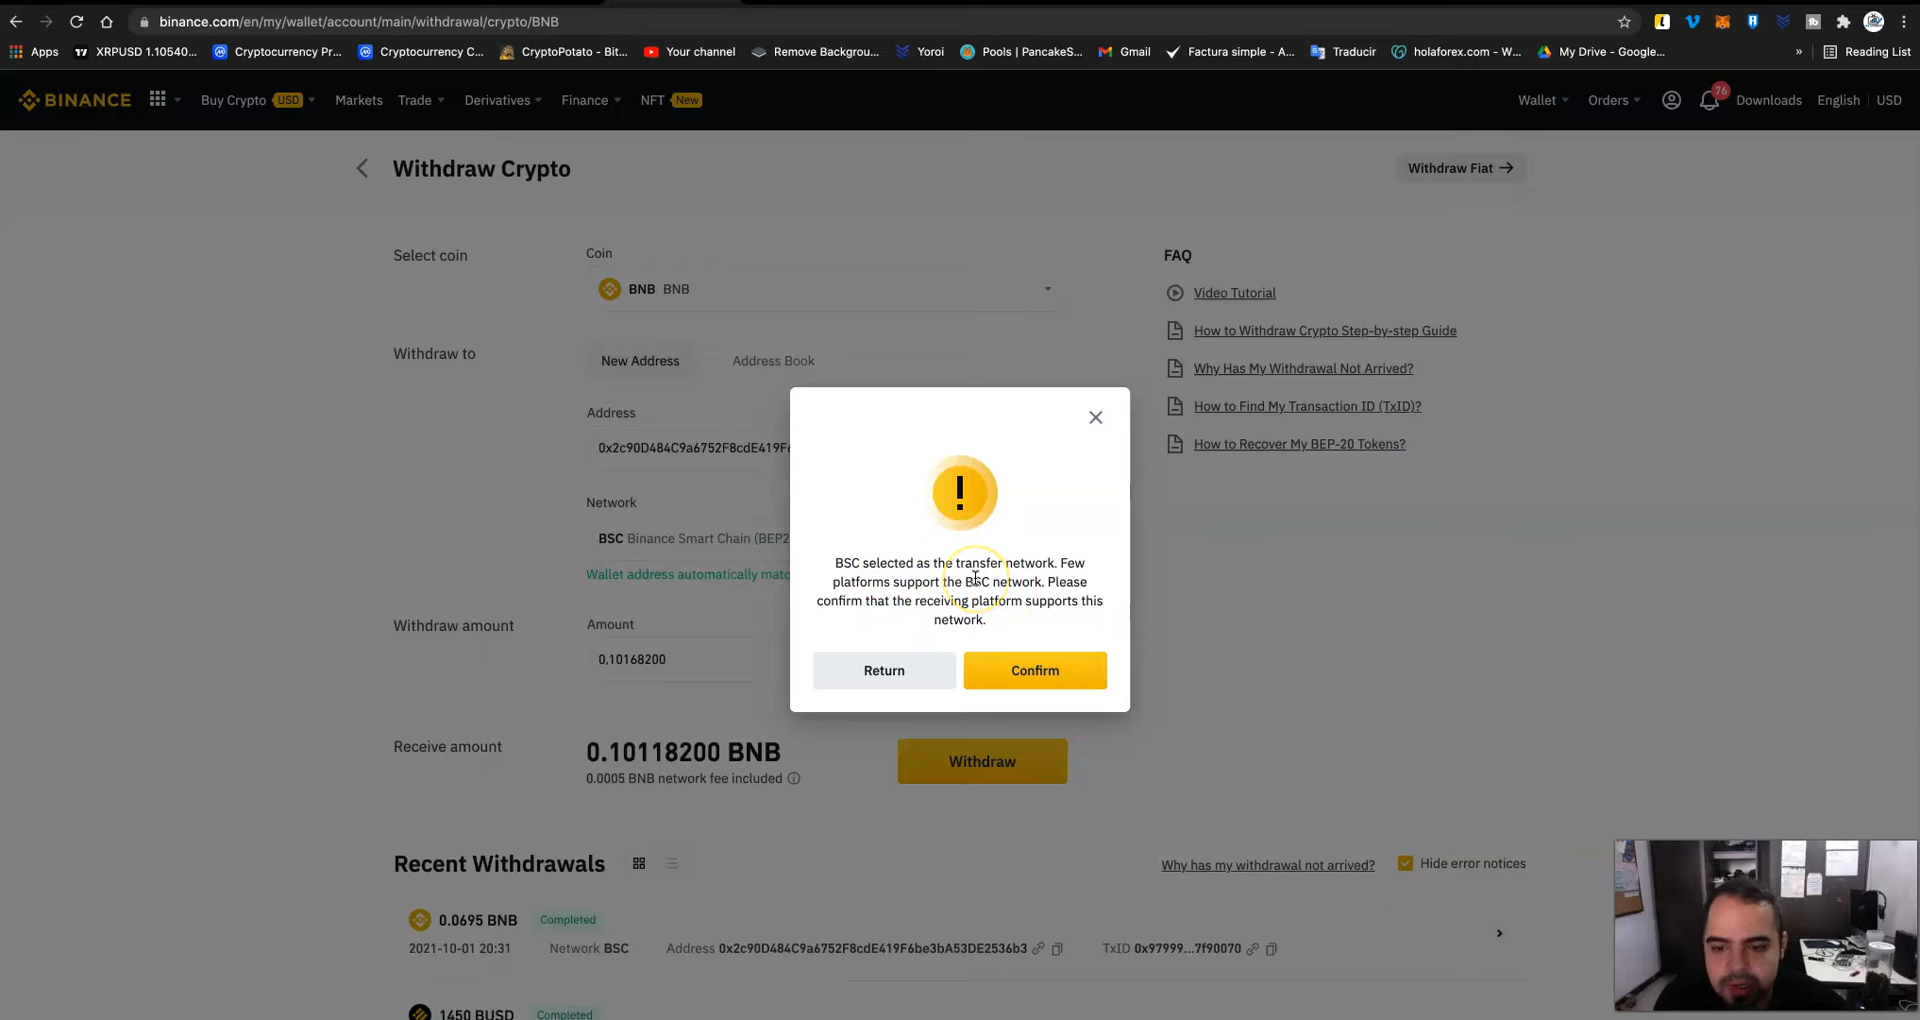 binance.com/en/my/wallet/account/main/withdrawal/crypto/BNB
Apps
XRPUSD 1.10540...
Cryptocurrency Pr...
Cryptocurrency C...
CryptoPotato - Bit...
Your channel
Remove Backgrou...
Yoroi
Pools | PancakeS...
Gmail
Factura simple - A...
Traducir
holaforex.com - W...
My Drive - Google...
»
Reading List
BINANCE
Buy Crypto USD
Markets
Trade
Derivatives
Finance
NFT New
Wallet
Orders
76
Downloads
English | USD
Withdraw Crypto
Withdraw Fiat →
Select coin
Coin
BNB BNB
FAQ
Video Tutorial
How to Withdraw Crypto Step-by-step Guide
Why Has My Withdrawal Not Arrived?
How to Find My Transaction ID (TxID)?
How to Recover My BEP-20 Tokens?
Withdraw to
New Address
Address Book
Address
0x2c90D484C9a6752F8cdE419F
Network
BSC Binance Smart Chain (BEP2
Wallet address automatically matc
BSC selected as the transfer network. Few
platforms support the BSC network. Please
confirm that the receiving platform supports this
network.
Return
Confirm
Withdraw amount
Amount
0.10168200
Receive amount
0.10118200 BNB
0.0005 BNB network fee included
Withdraw
Recent Withdrawals
Why has my withdrawal not arrived?
Hide error notices
0.0695 BNB Completed
2021-10-01 20:31 Network BSC Address 0x2c90D484C9a6752F8cdE419F6be3bA53DE2536b3 TxID 0x97999...7f90070
1450 BUSD Completed